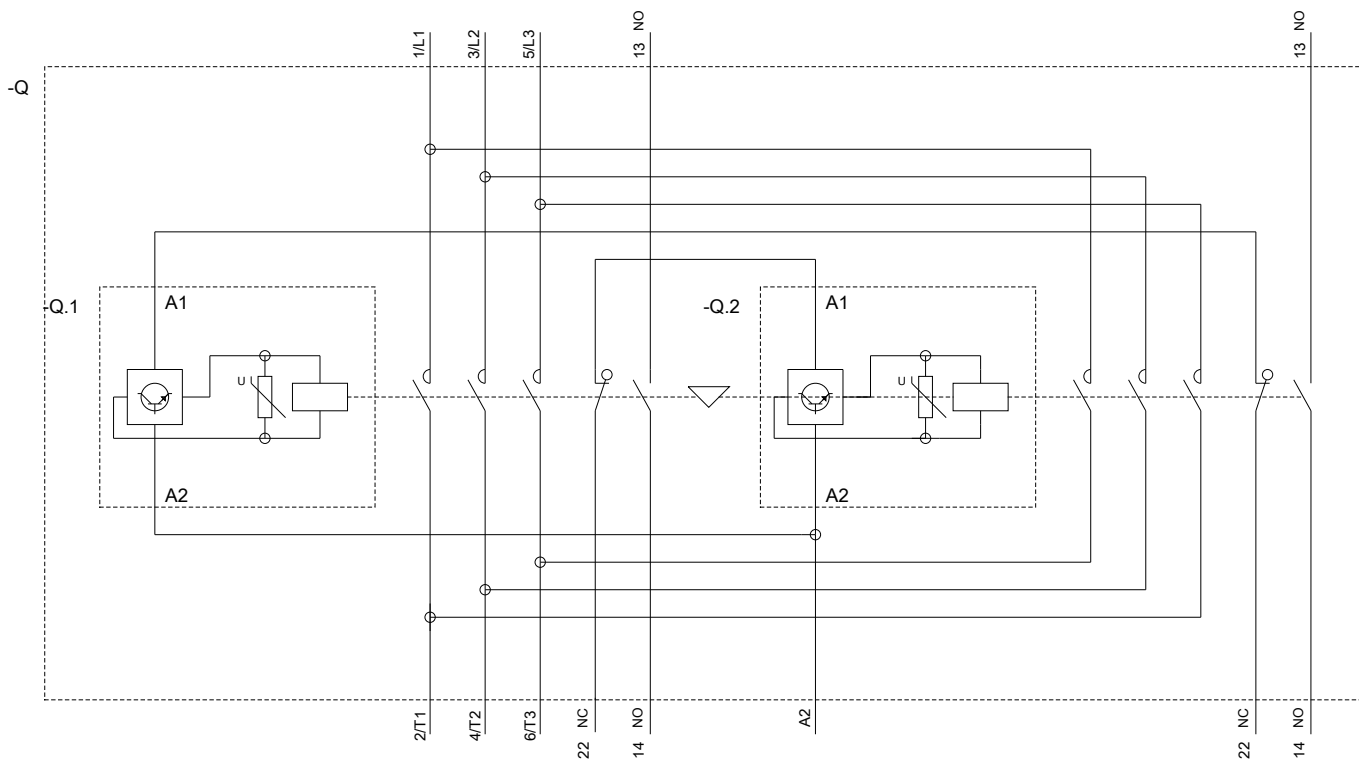 1/L1
3/L2
5/L3
13 NO
13 NO
-Q
-Q.1
A1
-Q.2
A1
U
U
A2
A2
2/T1
4/T2
6/T3
22 NC
14 NO
A2
22 NC
14 NO